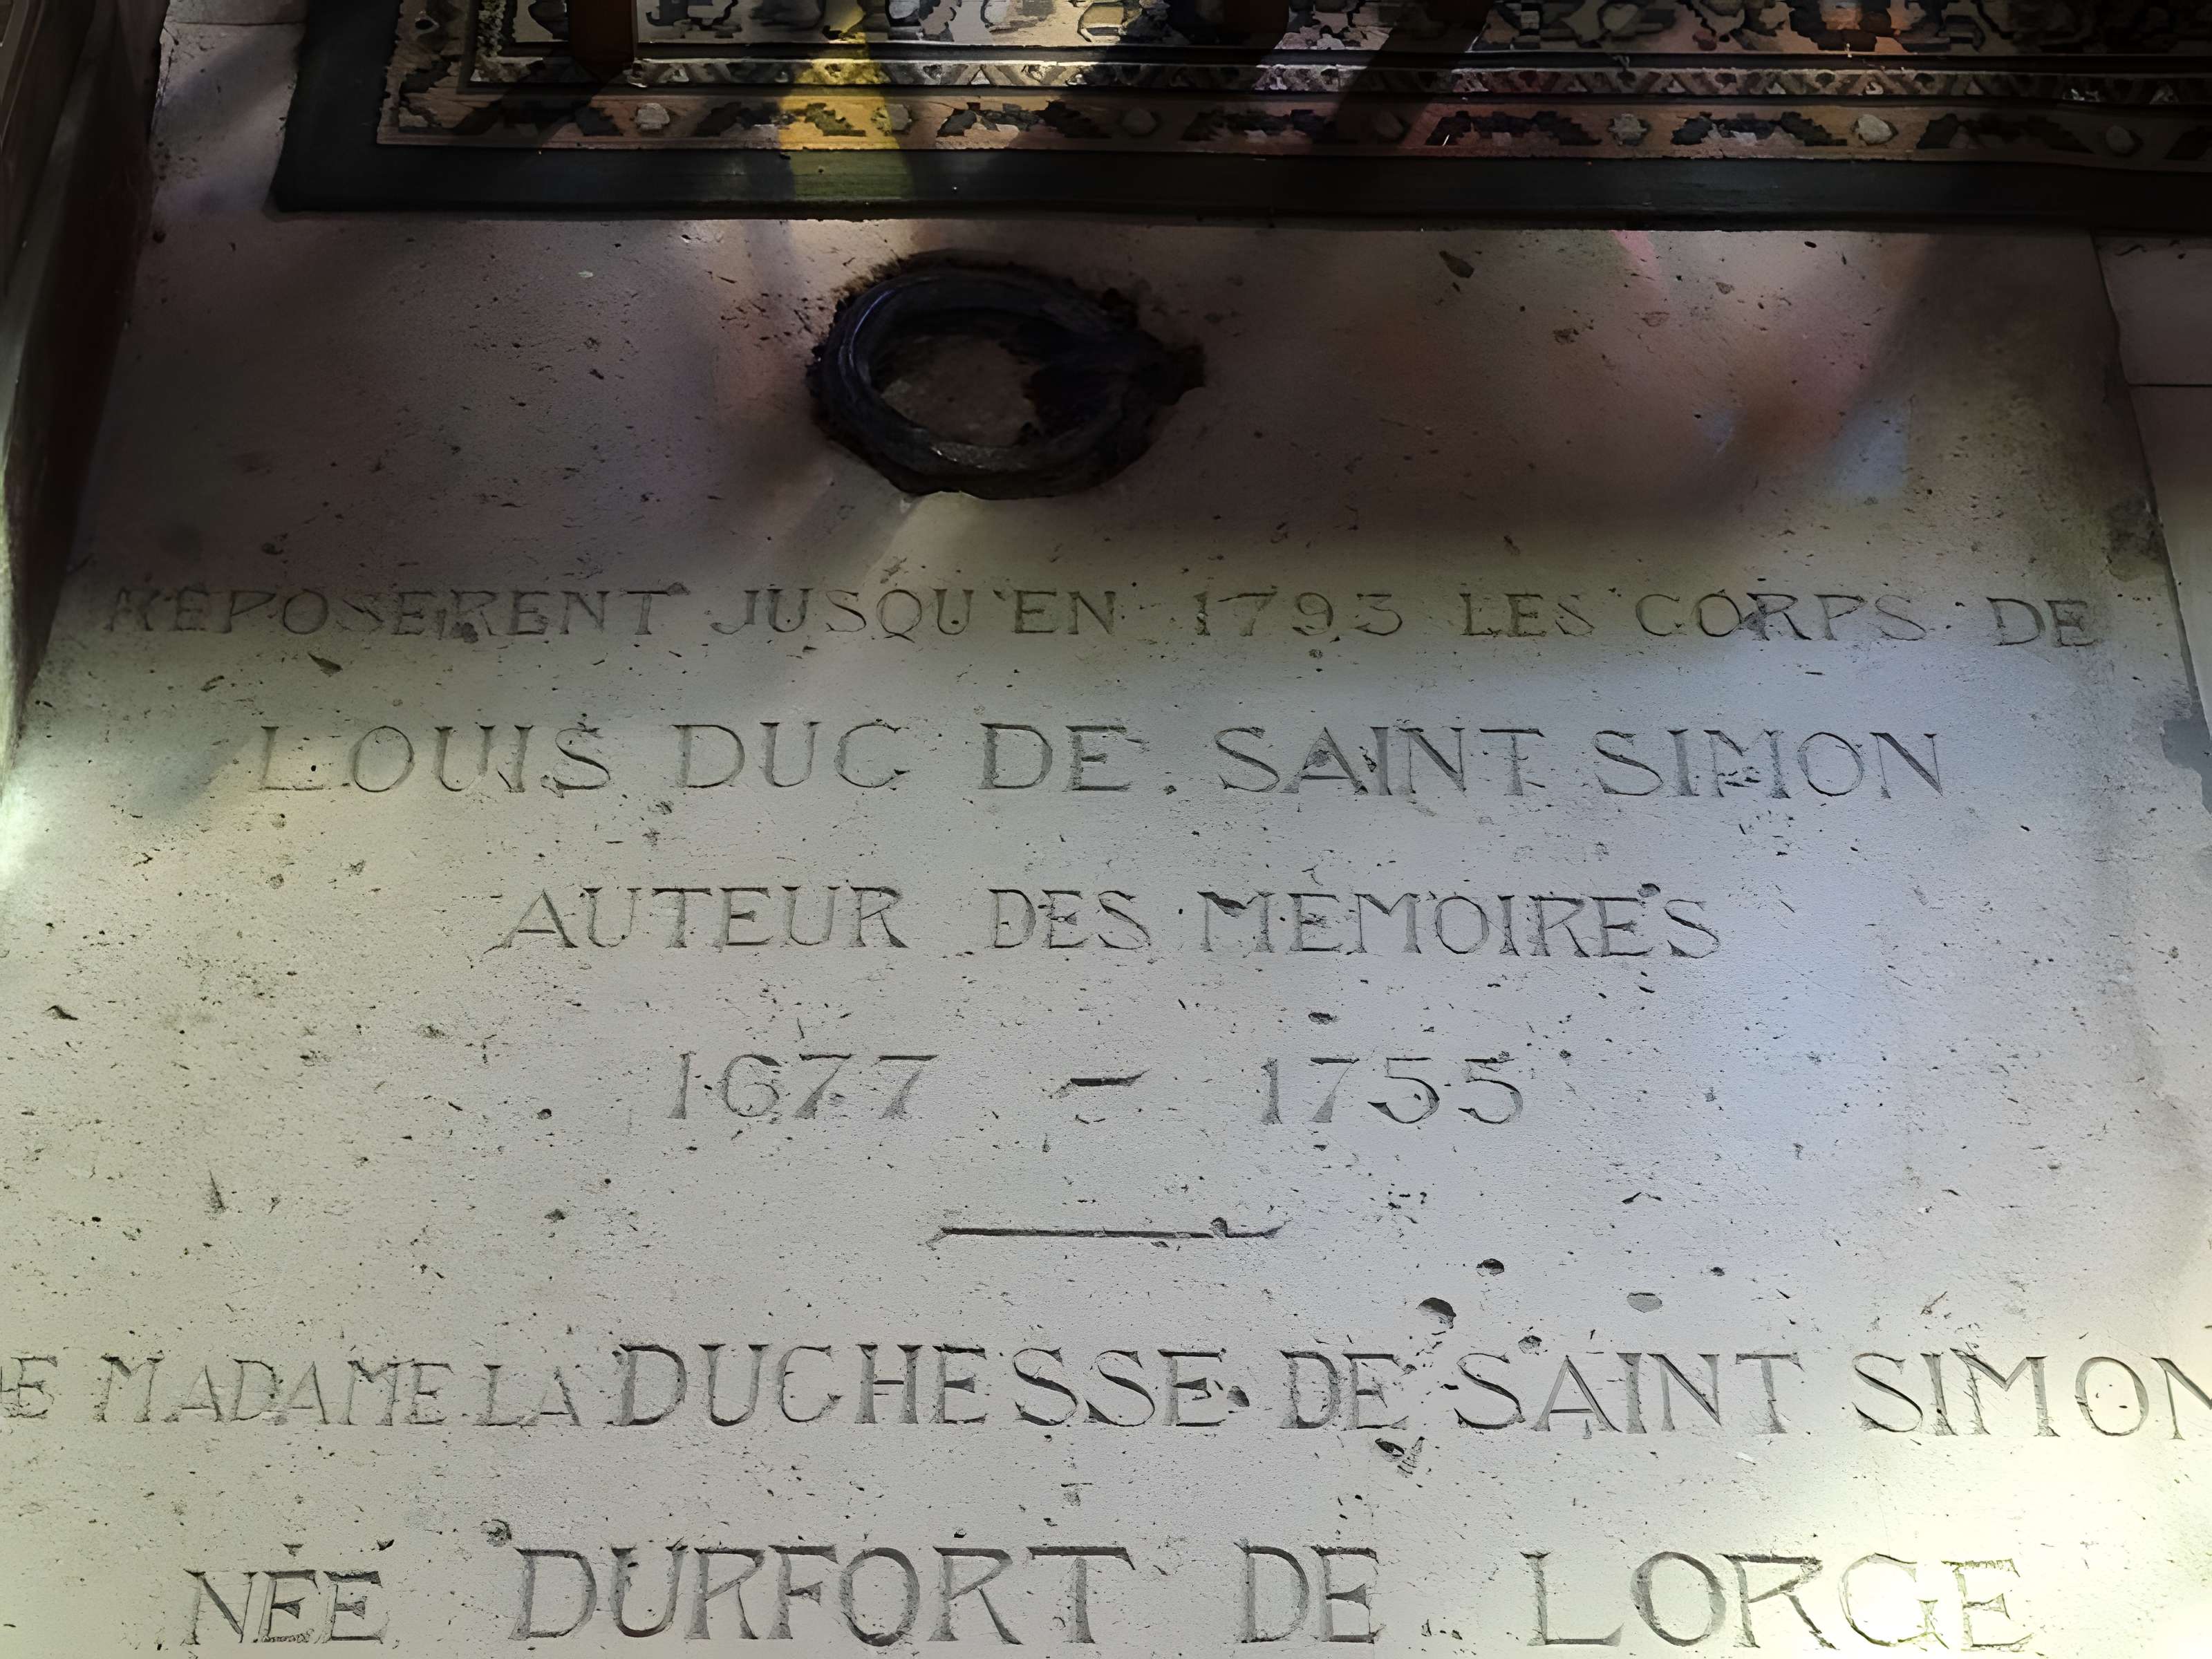 REPOSERENT JUSQU'EN 1793 LES CORPS DE
LOUIS DUC DE SAINT SIMON
AUTEUR DES MÉMOIRES
1677 - 1755
DE MADAME LA DUCHESSE DE SAINT SIMON
NÉE DURFORT DE LORGE